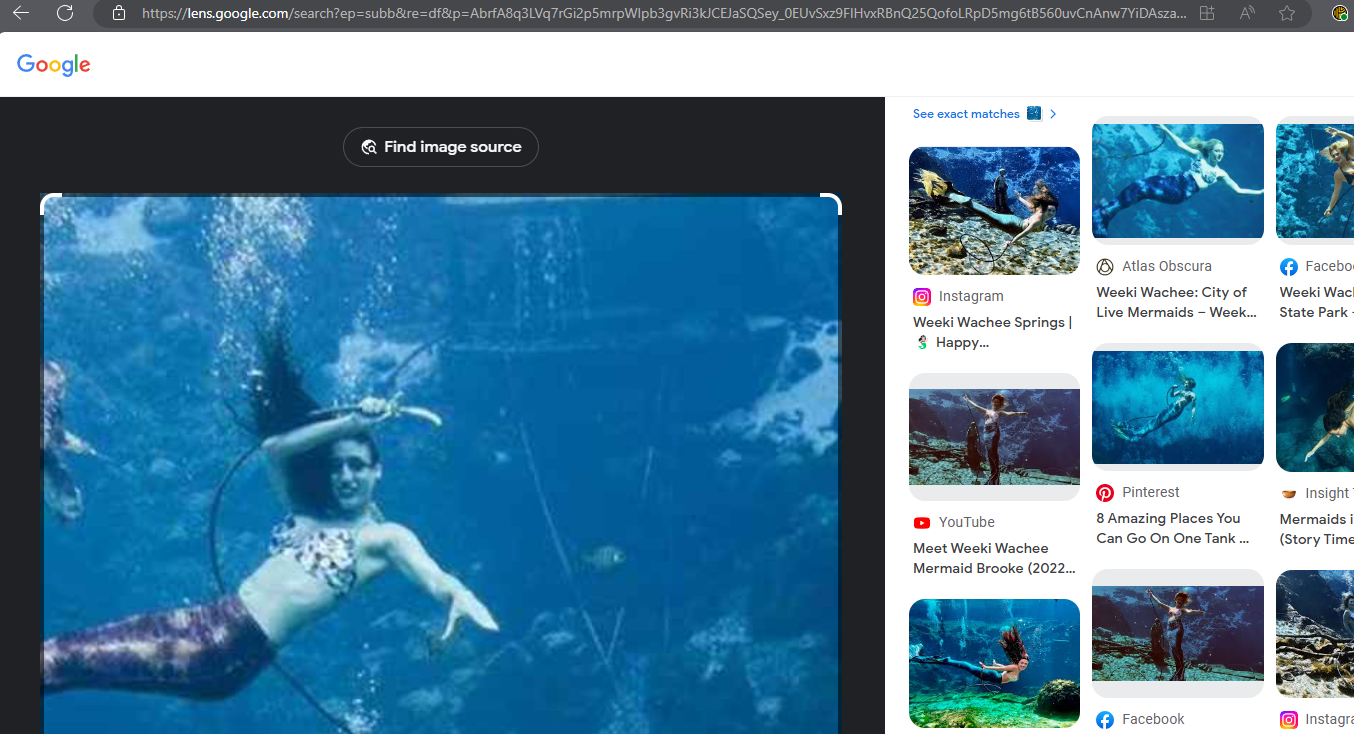 https://lens.google.com/search?ep=subb&re=df&p=AbrfA8q3LVq7rGi2p5mrpWlpb3gvRi3kJCEJaSQSey_0EUvSxz9FIHvxRBnQ25QofoLRpD5mg6tB560uvCnAnw7YiDAsza...
Google
Find image source
See exact matches
Instagram
Weeki Wachee Springs |
Happy...
YouTube
Meet Weeki Wachee
Mermaid Brooke (2022...
Atlas Obscura
Weeki Wachee: City of
Live Mermaids – Week...
Pinterest
8 Amazing Places You
Can Go On One Tank ...
Facebook
Facebo
Weeki Wac
State Park
Insight
Mermaids i
(Story Time
Instagra